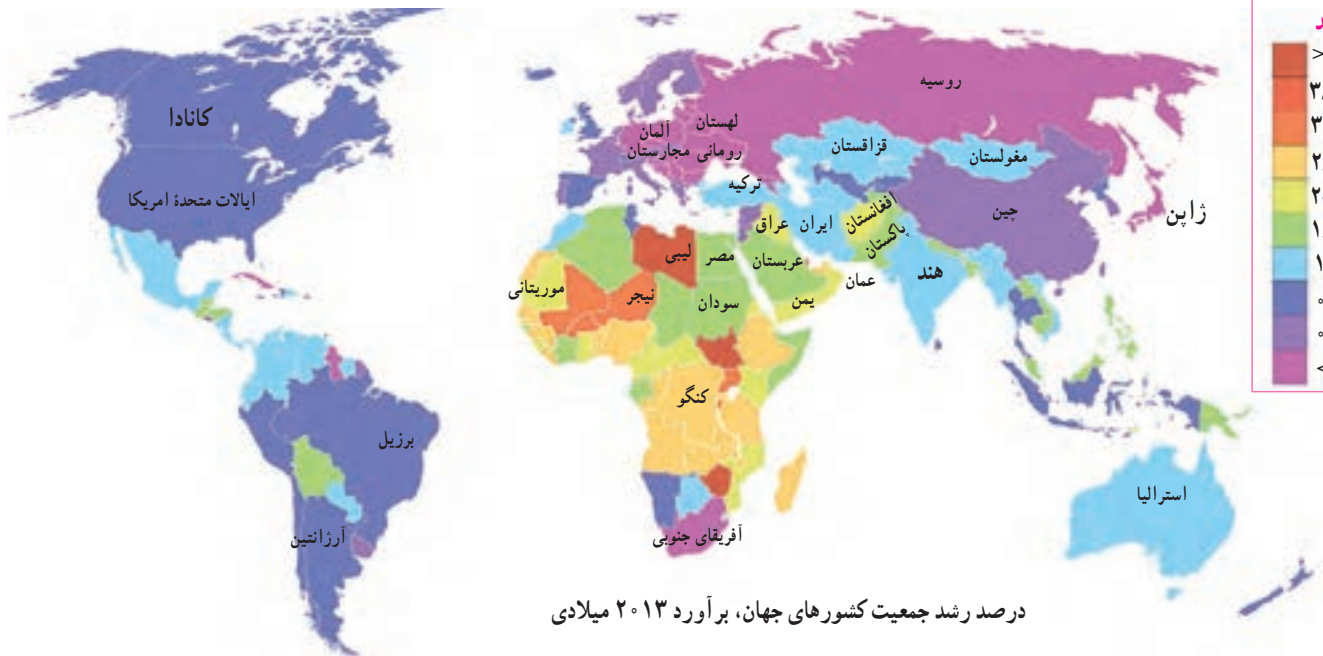 کانادا
ایالات متحدهٔ امریکا
برزیل
آرژانتین
روسیه
لهستان
آلمان
رومانی
مجارستان
قزاقستان
مغولستان
ترکیه
چین
ژاپن
افغانستان
پاکستان
ایران
عراق
هند
لیبی
مصر
عربستان
عمان
یمن
سودان
نیجر
موریتانی
کنگو
آفریقای جنوبی
استرالیا
درصد رشد جمعیت کشورهای جهان، برآورد ۲۰۱۳ میلادی